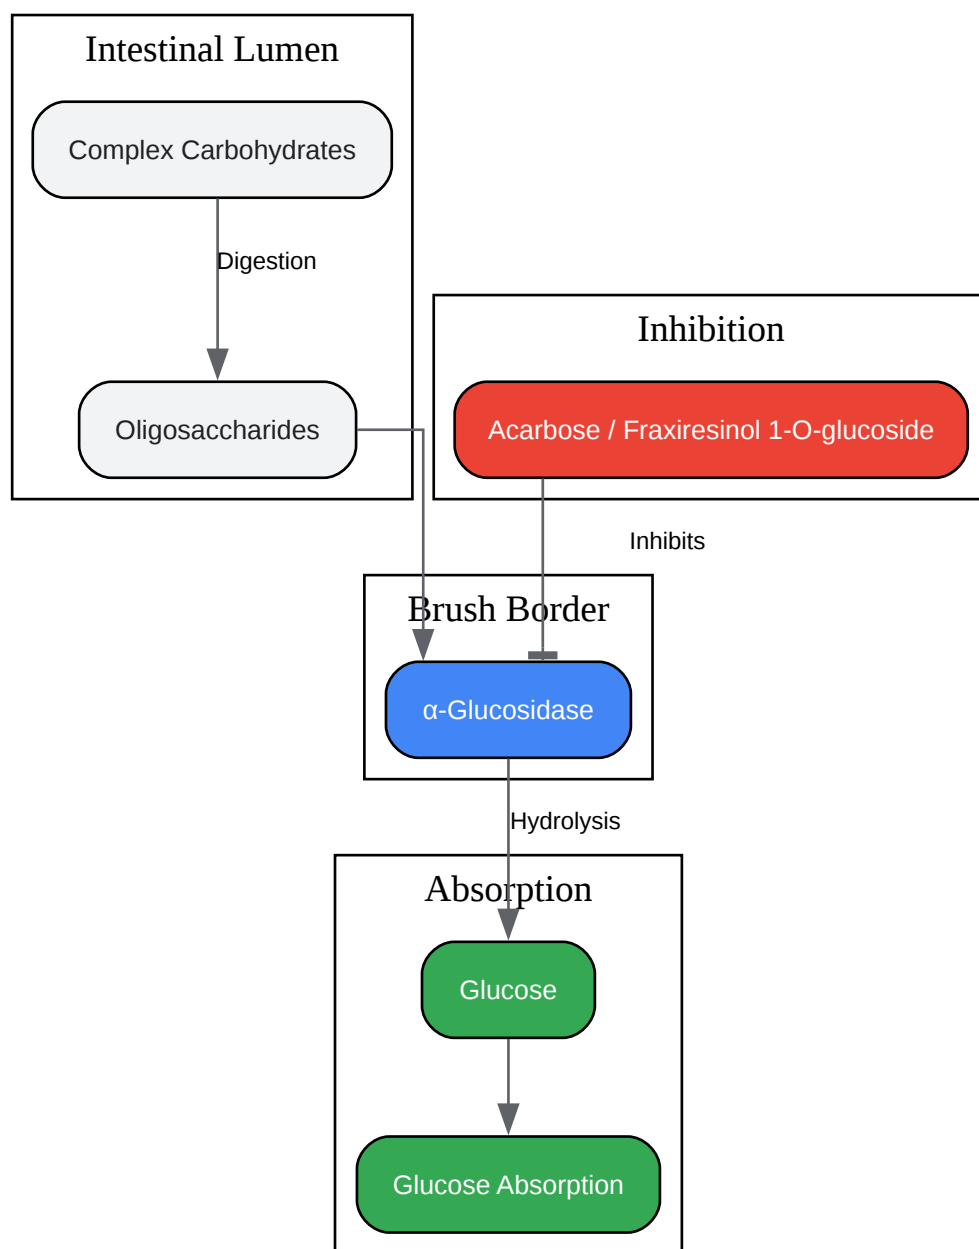 Intestinal Lumen
Complex Carbohydrates
Digestion
Oligosaccharides
Inhibition
Acarbose / Fraxiresinol 1-O-glucoside
Inhibits
Brush Border
α-Glucosidase
Hydrolysis
Absorption
Glucose
Glucose Absorption